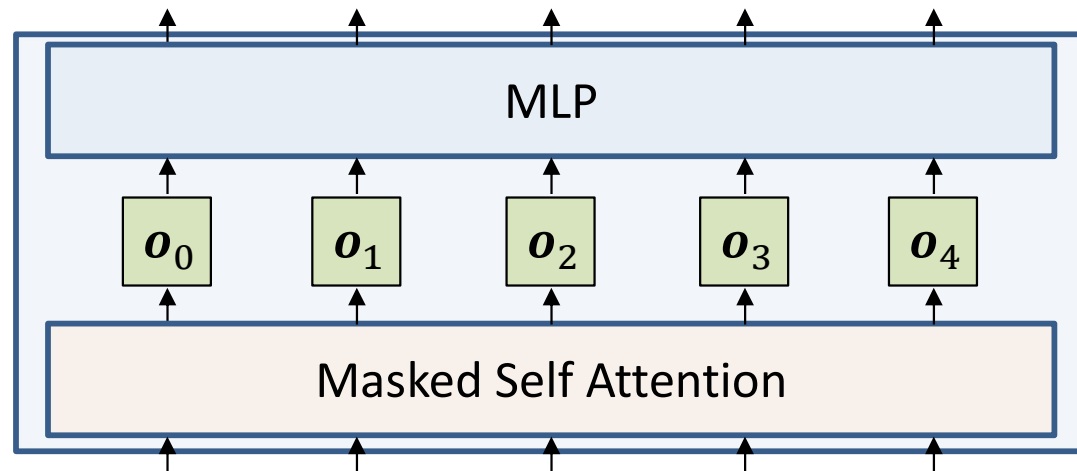 MLP
o₀ o₁ o₂ o₃ o₄
Masked Self Attention